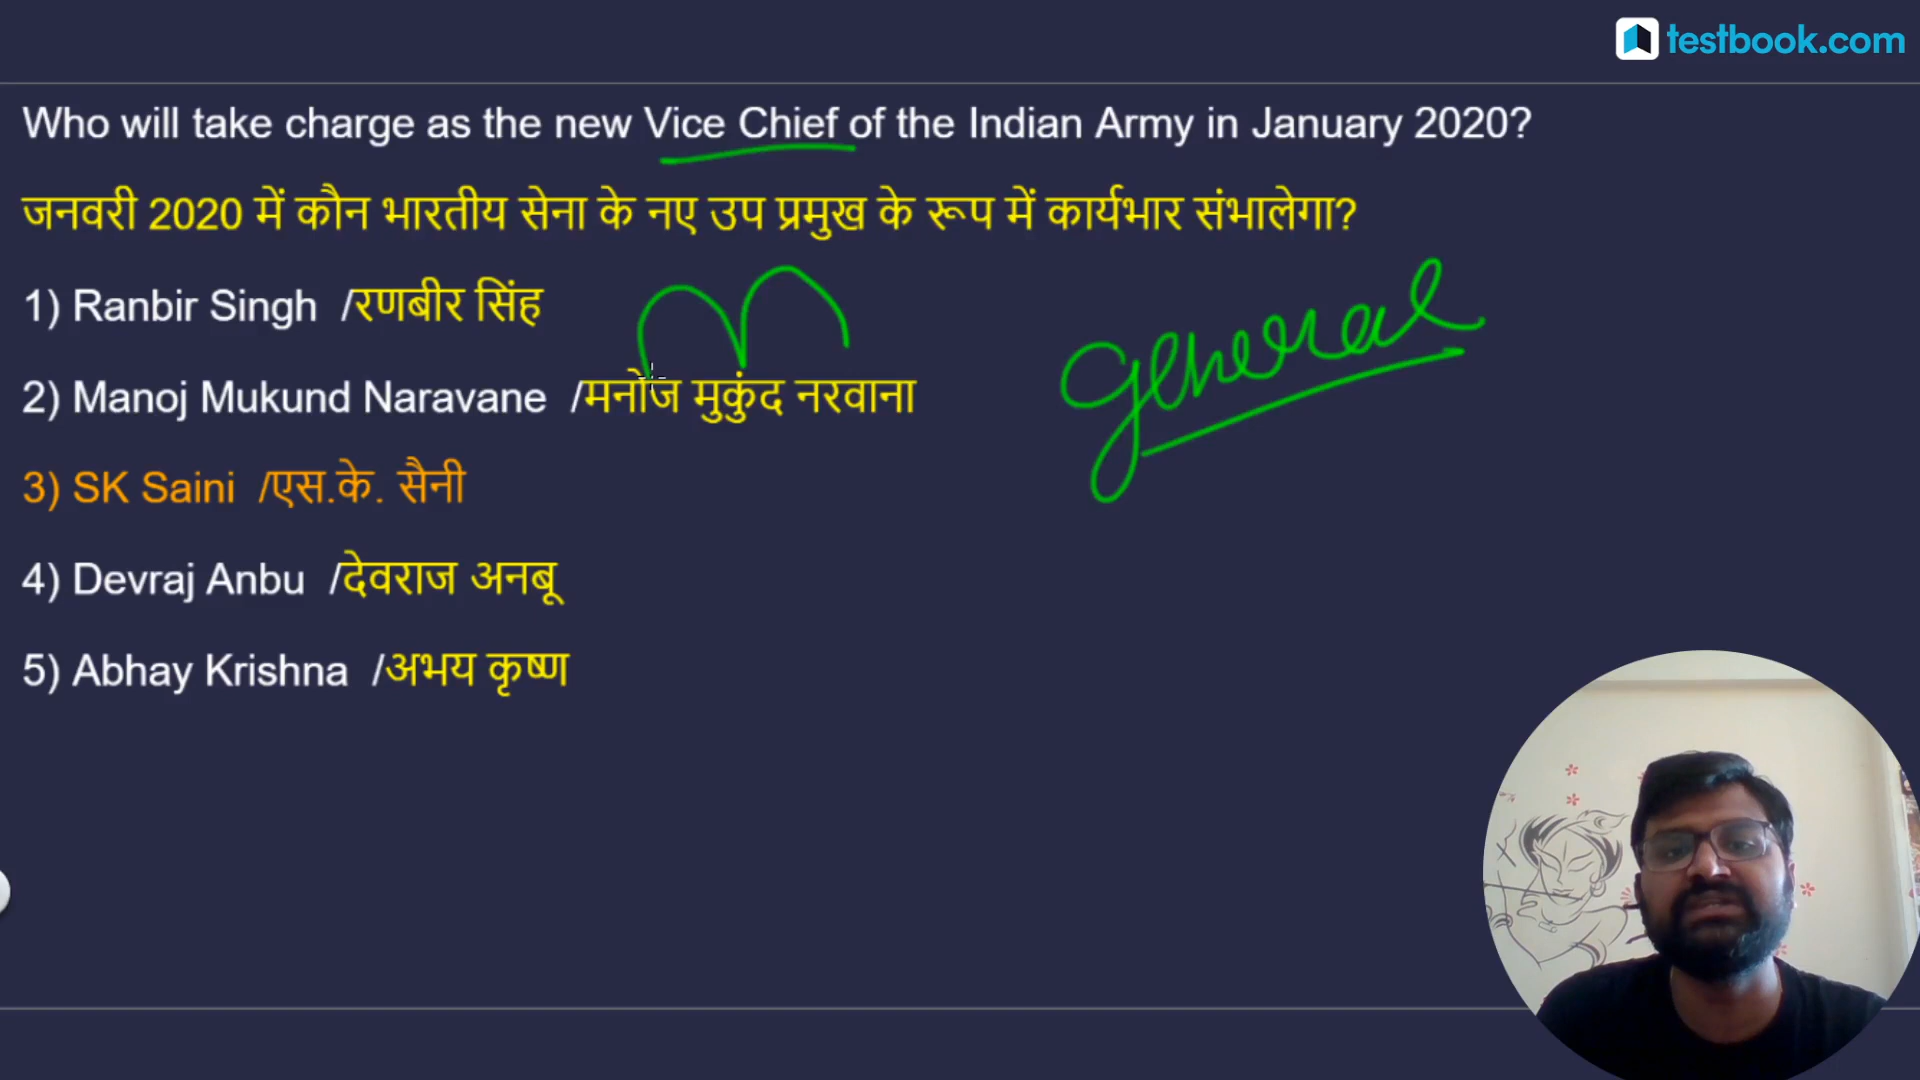 testbook.com
Who will take charge as the new Vice Chief of the Indian Army in January 2020?
जनवरी 2020 में कौन भारतीय सेना के नए उप प्रमुख के रूप में कार्यभार संभालेगा?
1) Ranbir Singh /रणबीर सिंह
general
2) Manoj Mukund Naravane /मनोज मुकुंद नरवाना
3) SK Saini /एस.के. सैनी
4) Devraj Anbu /देवराज अनबू
5) Abhay Krishna /अभय कृष्ण